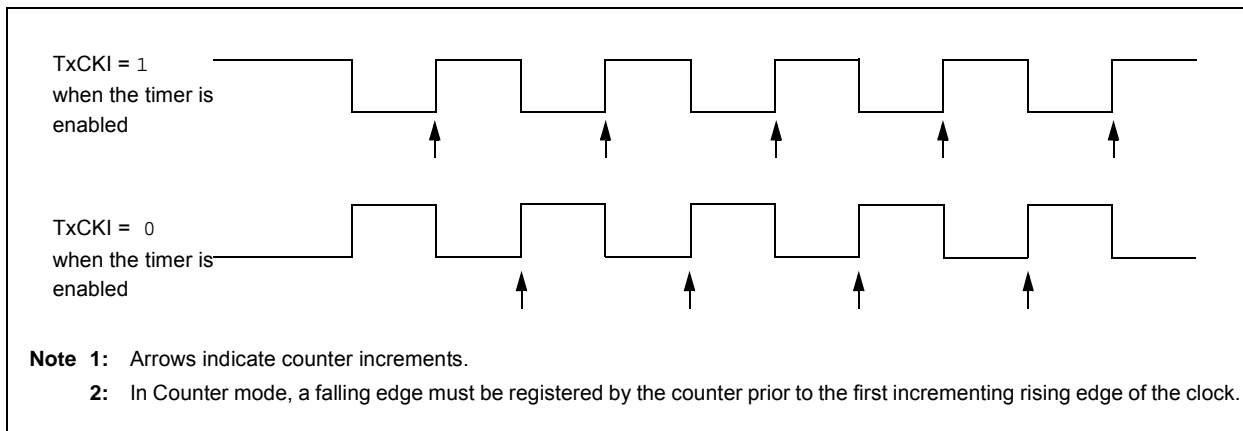 TxCKI = 1
when the timer is
enabled
TxCKI = 0
when the timer is
enabled
Note 1: Arrows indicate counter increments.
2: In Counter mode, a falling edge must be registered by the counter prior to the first incrementing rising edge of the clock.